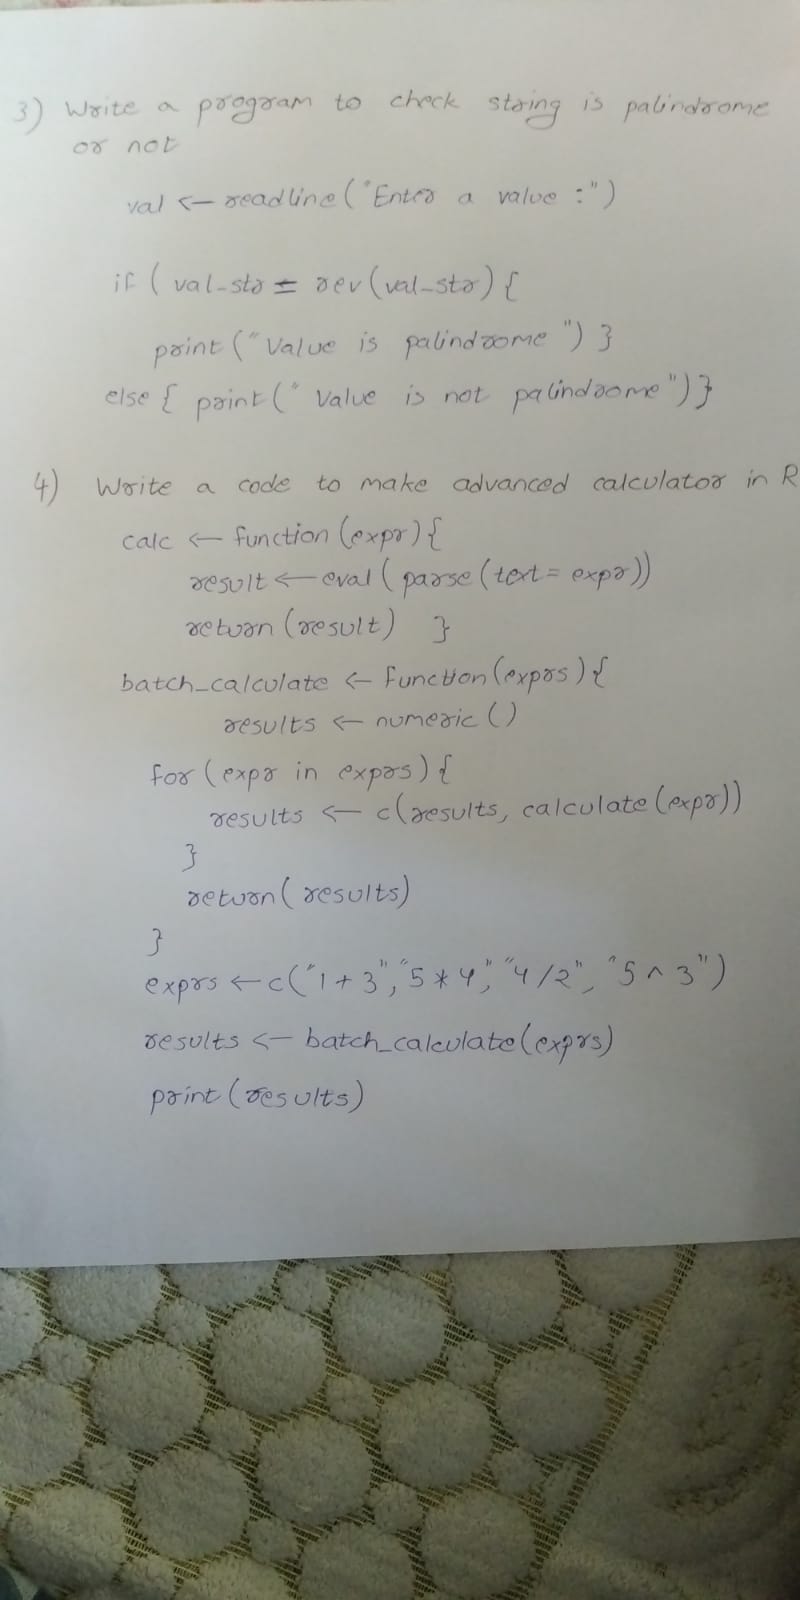 3) Write a program to check string is palindrome
or not
val <- readline("Enter a value :")
if ( val-str = rev(val-str) {
print ("Value is palindrome ") }
else { print(" Value is not palindrome")}
4) Write a code to make advanced calculator in R
calc <- function (expr){
result <- eval ( parse (text = expr))
return (result) }
batch_calculate <- function (exprs) {
results <- numeric ()
for (expr in exprs) {
results <- c(results, calculate (expr))
}
return( results)
}
exprs <- c("1+3", "5*4", "4/2", "5^3")
results <- batch_calculate (exprs)
print (results)